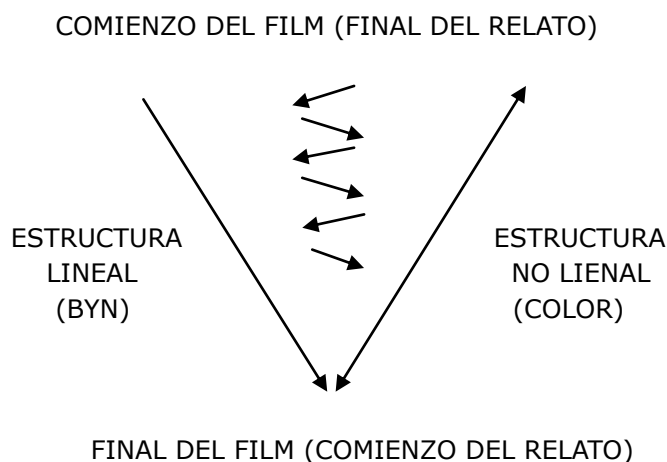 COMIENZO DEL FILM (FINAL DEL RELATO)
ESTRUCTURA
LINEAL
(BYN)
ESTRUCTURA
NO LIENAL
(COLOR)
FINAL DEL FILM (COMIENZO DEL RELATO)